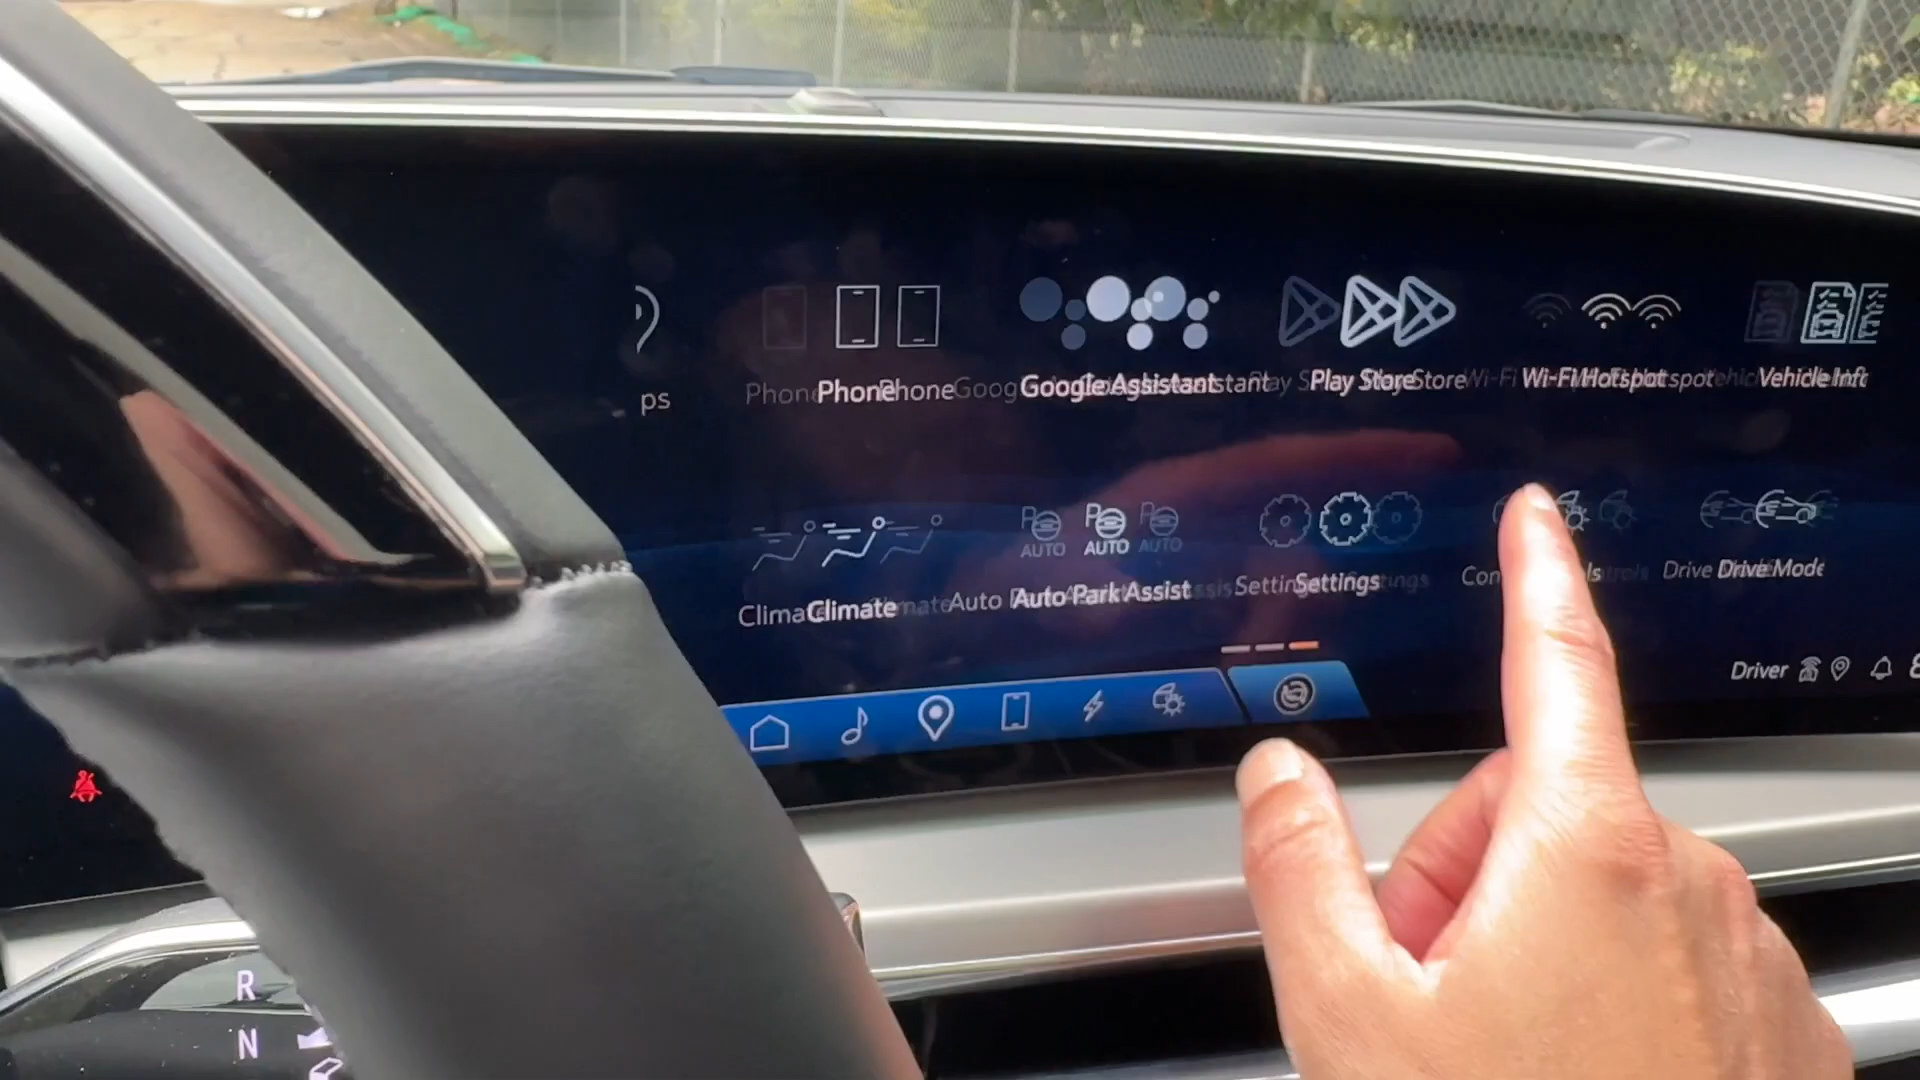 ps Phone Google Assistant Play Store Wi-Fi Hotspot Vehicle Info
P AUTO
Climate Auto Park Assist Settings Controls Drive Mode
Driver
R
N